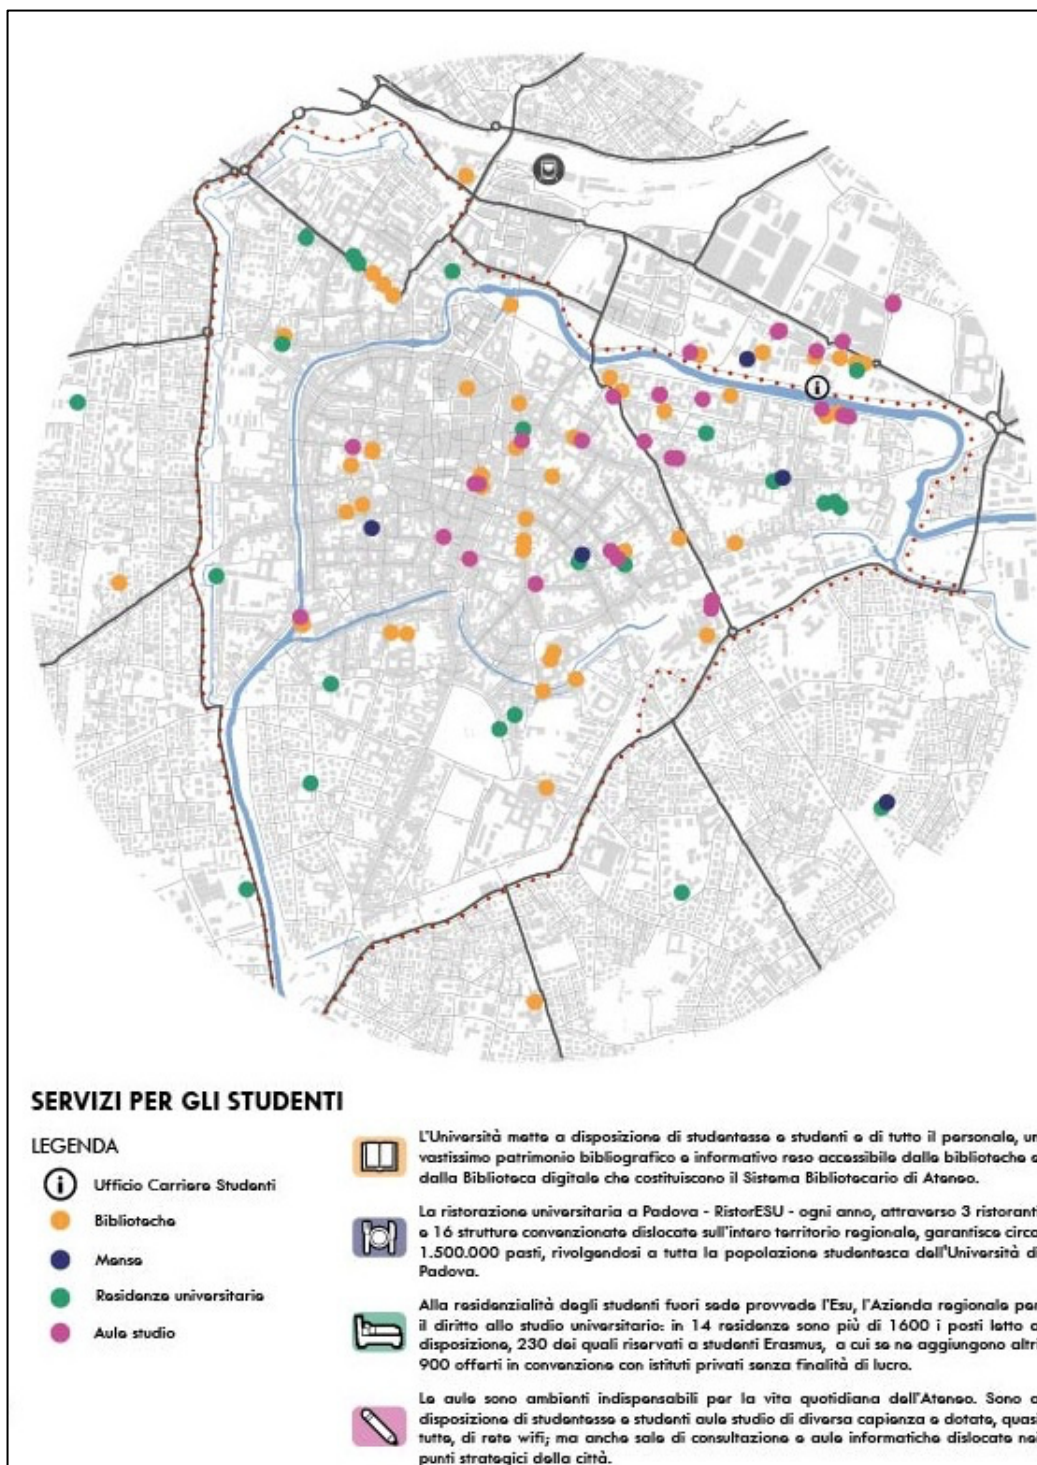 SERVIZI PER GLI STUDENTI
LEGENDA
Ufficio Carriere Studenti
Biblioteche
Mense
Residenze universitarie
Aule studio
L'Università mette a disposizione di studentesse e studenti e di tutto il personale, un
vastissimo patrimonio bibliografico e informativo reso accessibile dalle biblioteche e
dalla Biblioteca digitale che costituiscono il Sistema Bibliotecario di Ateneo.
La ristorazione universitaria a Padova - RistorESU - ogni anno, attraverso 3 ristoranti
e 16 strutture convenzionate dislocate sull'intero territorio regionale, garantisce circa
1.500.000 pasti, rivolgendosi a tutta la popolazione studentesca dell'Università di
Padova.
Alla residenzialità degli studenti fuori sede provvede l'Esu, l'Azienda regionale per
il diritto allo studio universitario: in 14 residenze sono più di 1600 i posti letto a
disposizione, 230 dei quali riservati a studenti Erasmus, a cui se ne aggiungono altri
900 offerti in convenzione con istituti privati senza finalità di lucro.
Le aule sono ambienti indispensabili per la vita quotidiana dell'Ateneo. Sono a
disposizione di studentesse e studenti aule studio di diversa capienza e dotate, quasi
tutte, di rete wifi; ma anche sale di consultazione e aule informatiche dislocate nei
punti strategici della città.